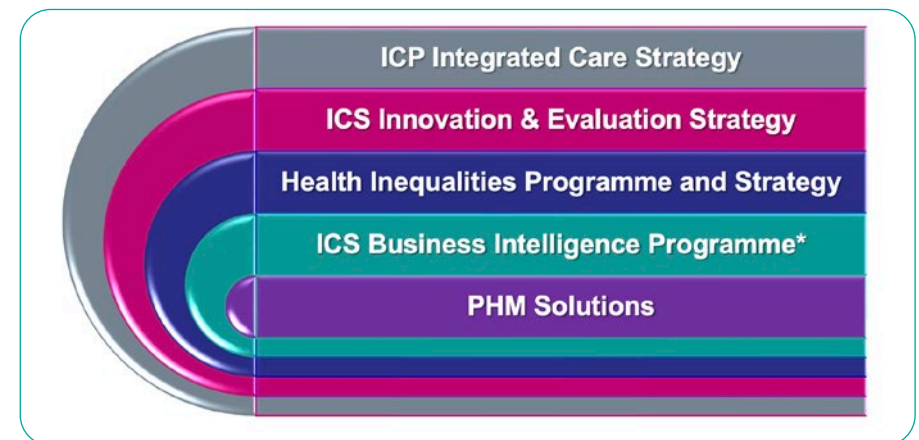 ICP Integrated Care Strategy
ICS Innovation & Evaluation Strategy
Health Inequalities Programme and Strategy
ICS Business Intelligence Programme*
PHM Solutions